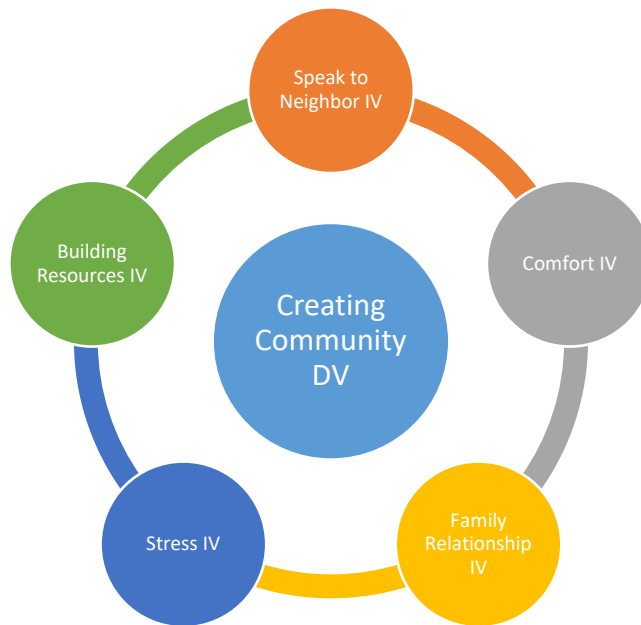 Speak to
Neighbor IV
Comfort IV
Family
Relationship
IV
Stress IV
Building
Resources IV
Creating
Community
DV